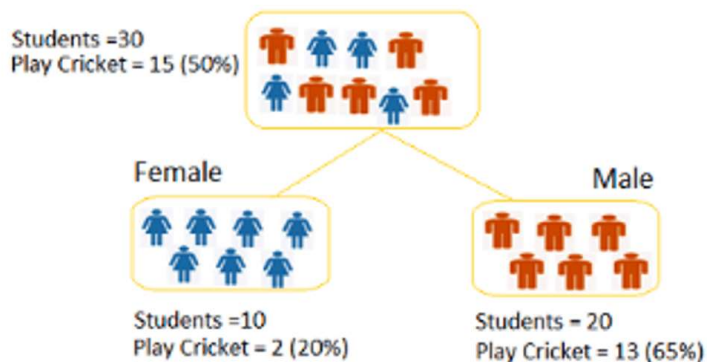 Students =30
Play Cricket = 15 (50%)
Female
Male
Students =10
Play Cricket = 2 (20%)
Students = 20
Play Cricket = 13 (65%)